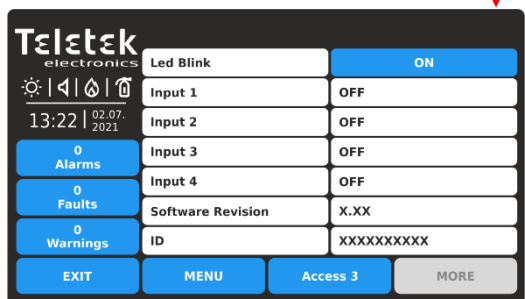 Teletek
electronics
13:22
02.07.
2021
0
Alarms
0
Faults
0
Warnings
Led Blink ON
Input 1 OFF
Input 2 OFF
Input 3 OFF
Input 4 OFF
Software Revision X.XX
ID XXXXXXXXXX
EXIT MENU Access 3 MORE